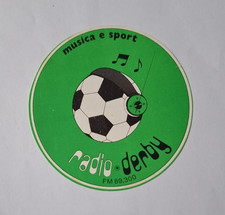 musica e sport
radio derby
FM 89,300